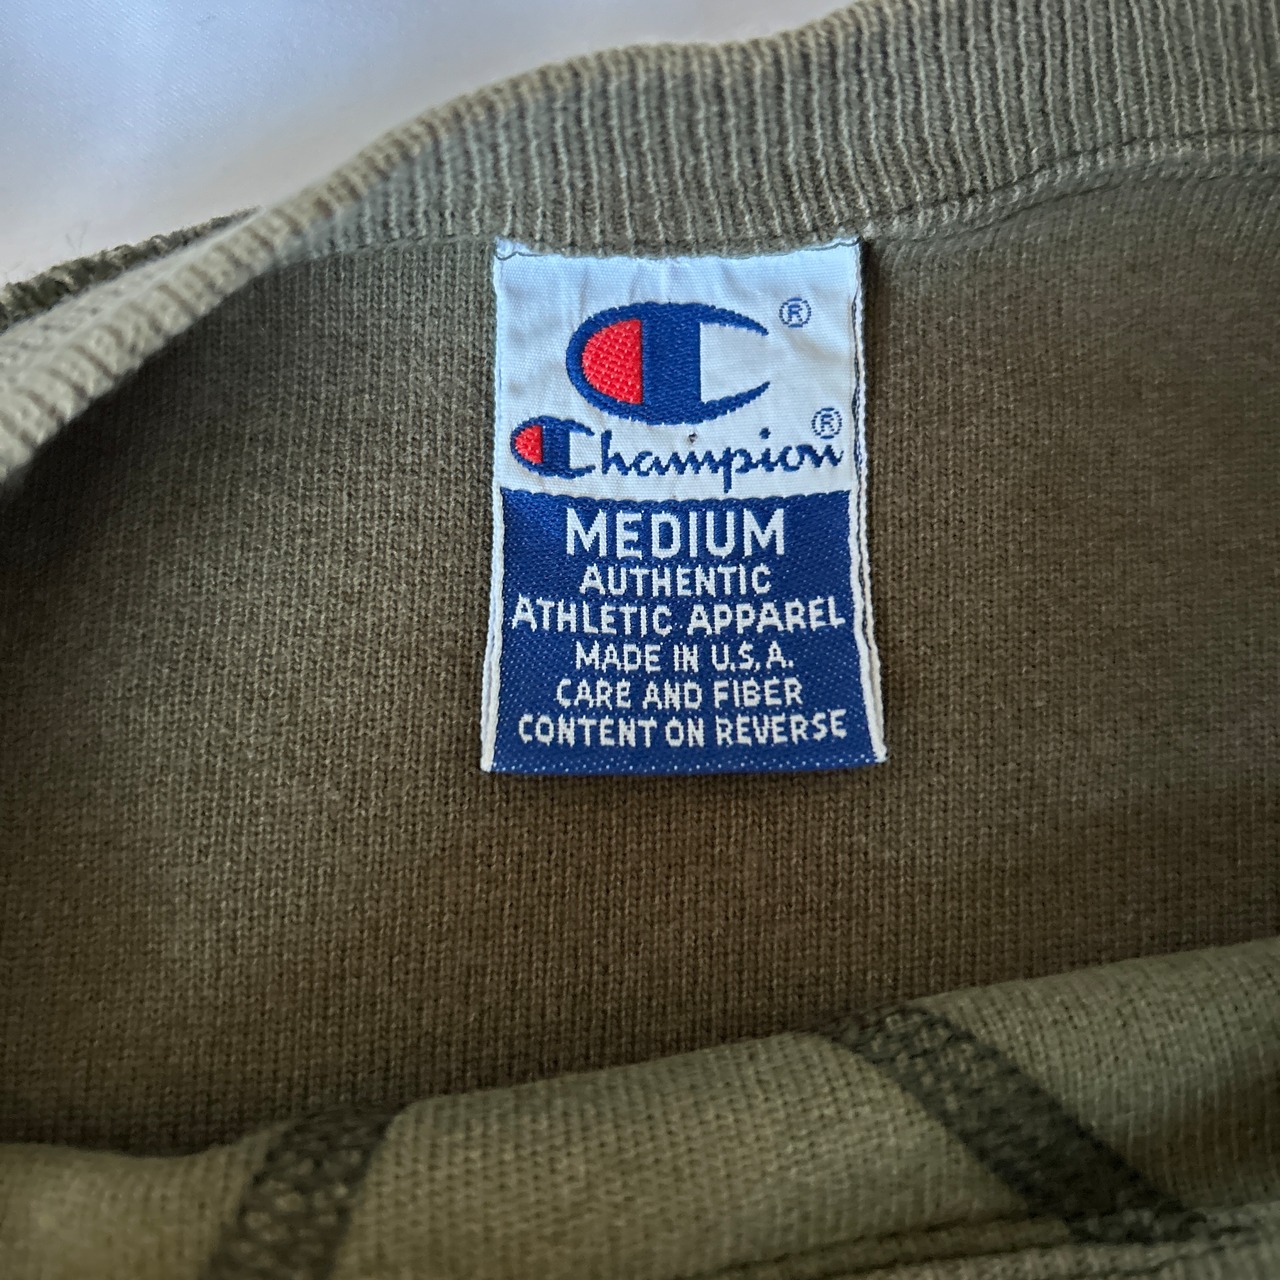 ®
Champion®
MEDIUM
AUTHENTIC
ATHLETIC APPAREL
MADE IN U.S.A.
CARE AND FIBER
CONTENT ON REVERSE